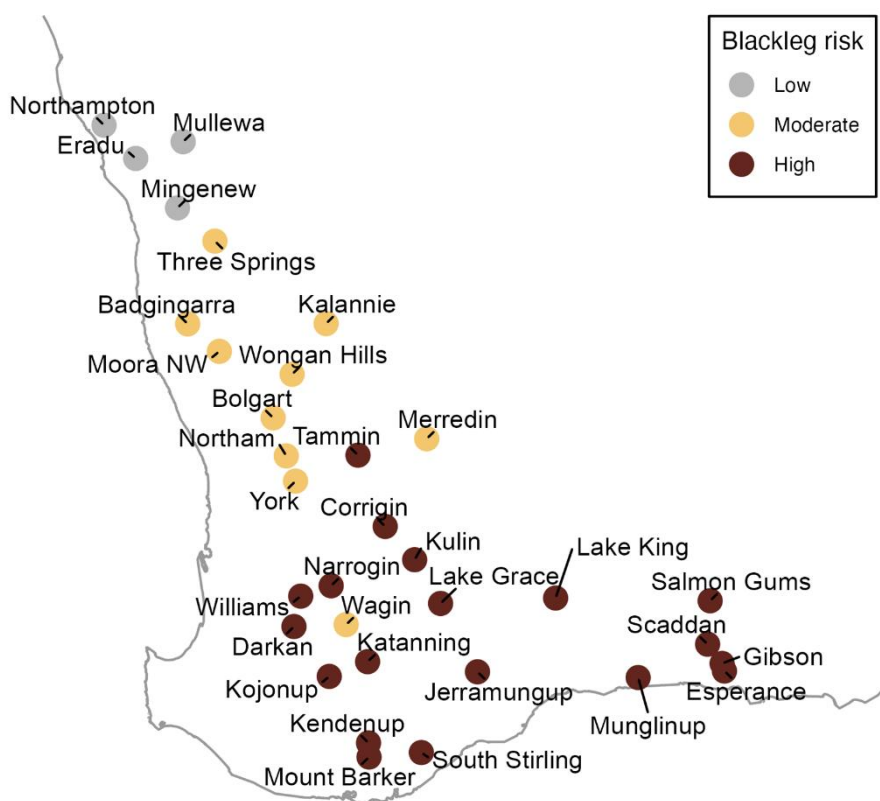 Blackleg risk
Low
Moderate
High
Northampton
Mullewa
Eradu
Mingenew
Three Springs
Badgingarra
Kalannie
Moora NW
Wongan Hills
Bolgart
Merredin
Northam
Tammin
York
Corrigin
Kulin
Lake King
Narrogin
Lake Grace
Salmon Gums
Williams
Wagin
Scaddan
Darkan
Katanning
Gibson
Kojonup
Jerramungup
Esperance
Munglinup
Kendenup
South Stirling
Mount Barker